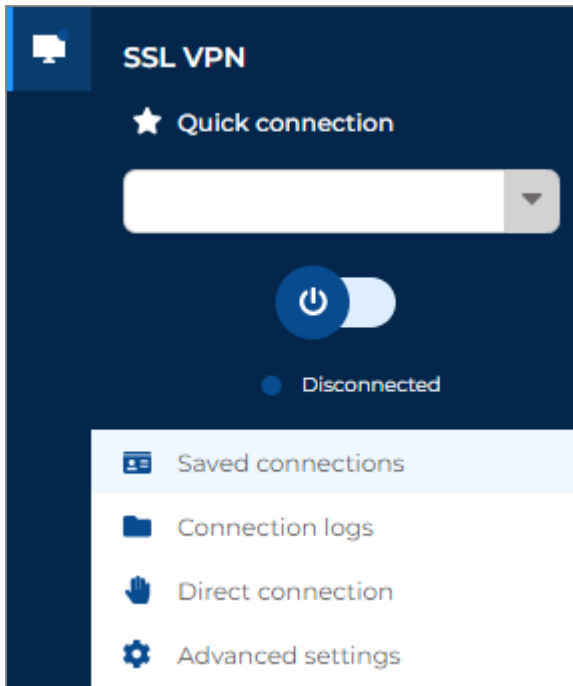 SSL VPN
Quick connection
Disconnected
Saved connections
Connection logs
Direct connection
Advanced settings